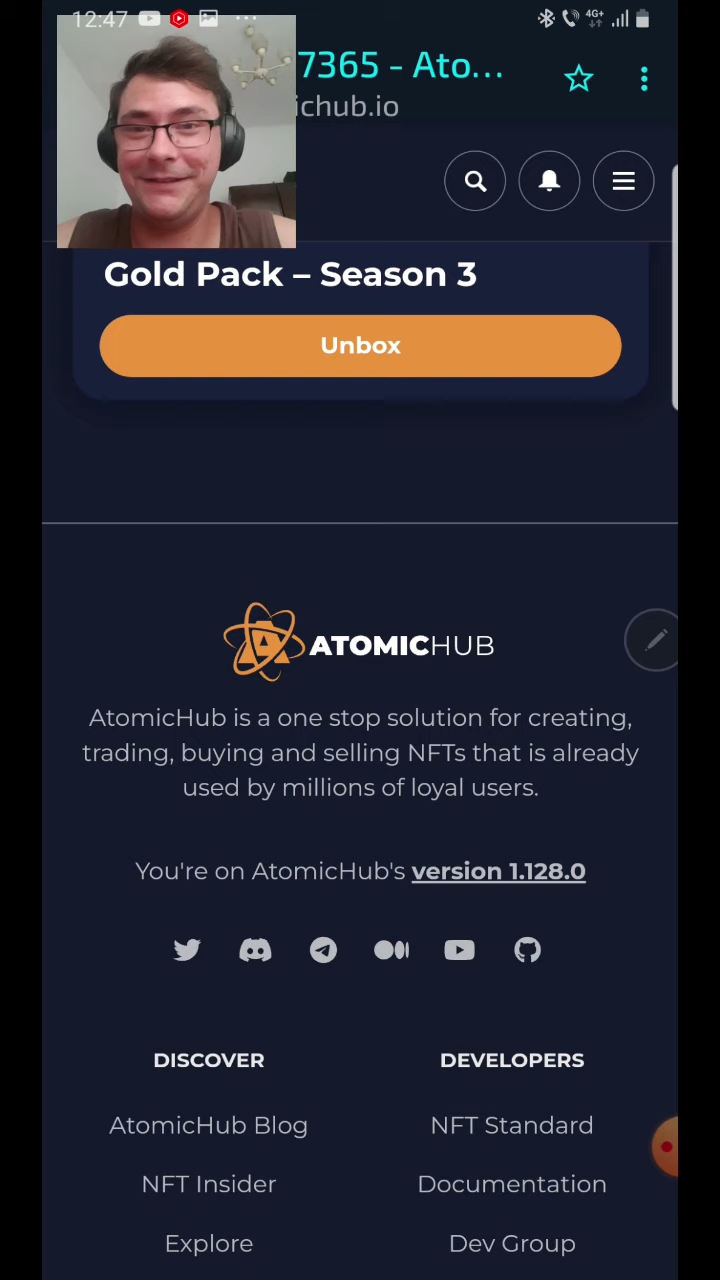 12:47
4G+
7365 - Ato...
ichub.io
Gold Pack – Season 3
Unbox
ATOMICHUB
AtomicHub is a one stop solution for creating,
trading, buying and selling NFTs that is already
used by millions of loyal users.
You're on AtomicHub's version 1.128.0
DISCOVER
DEVELOPERS
AtomicHub Blog
NFT Standard
NFT Insider
Documentation
Explore
Dev Group